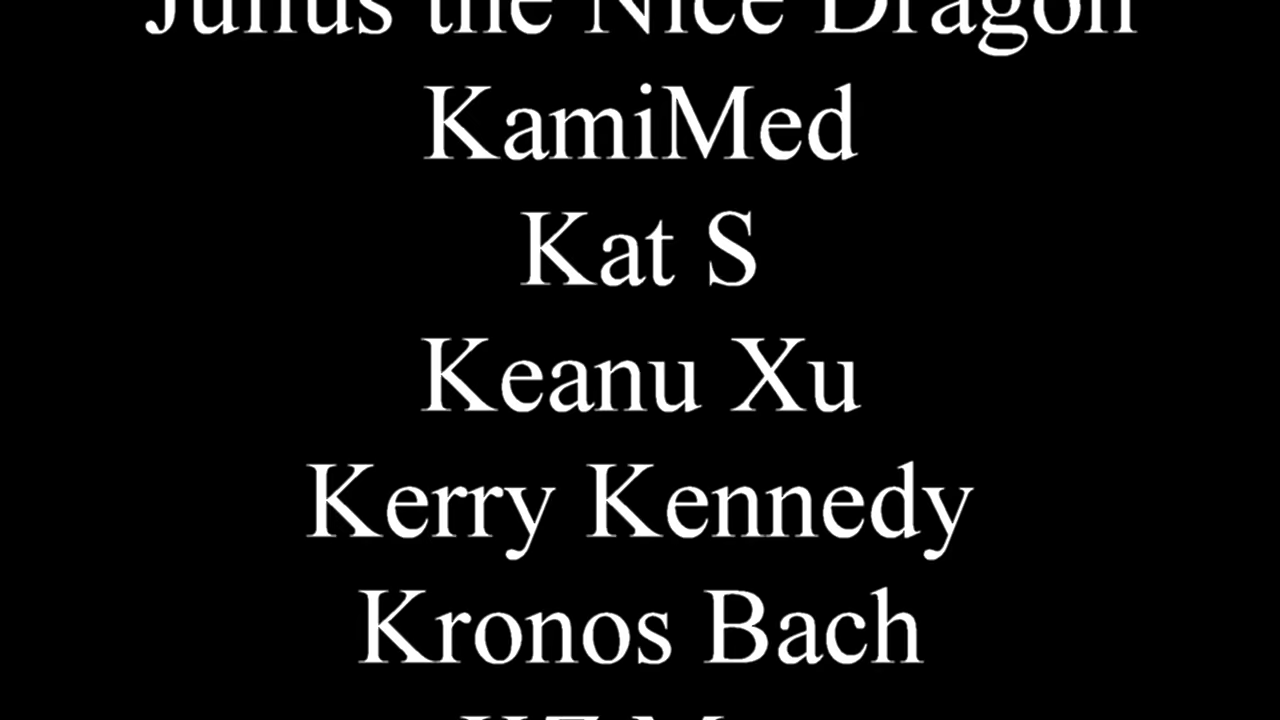 Julius the Nice Dragon
KamiMed
Kat S
Keanu Xu
Kerry Kennedy
Kronos Bach